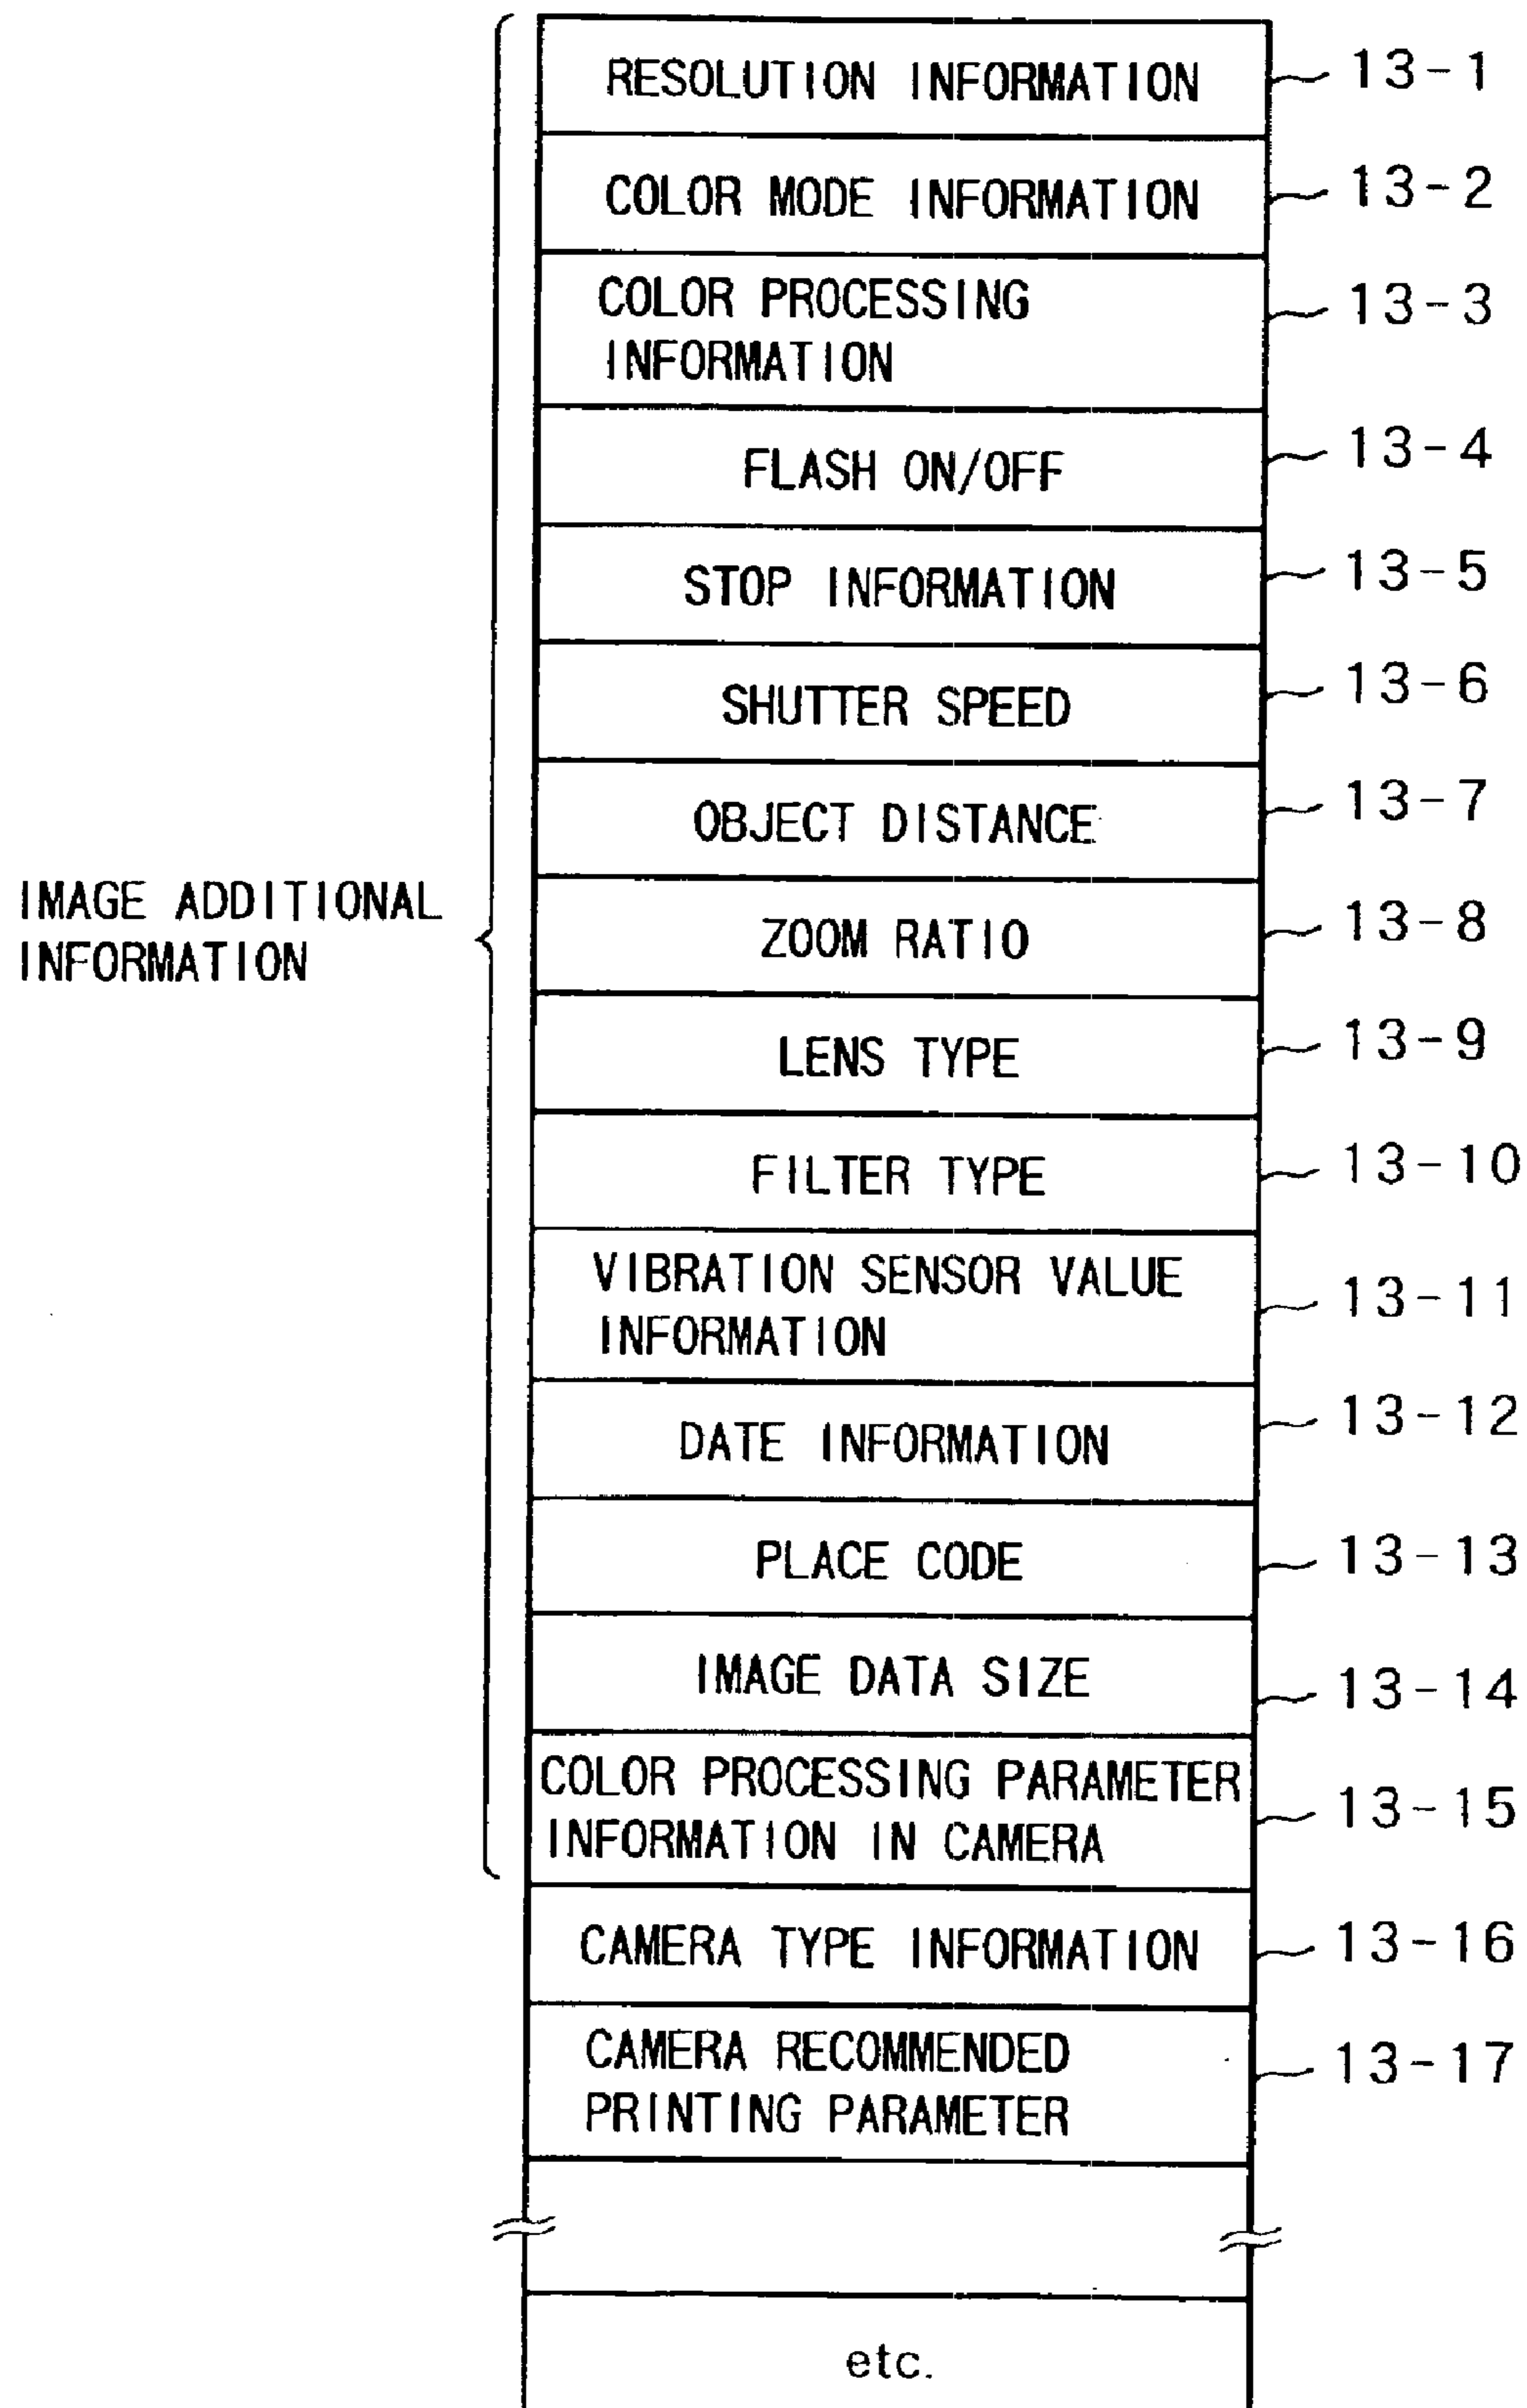 RESOLUTION INFORMATION
13-1
COLOR MODE INFORMATION
13-2
COLOR PROCESSING
INFORMATION
13-3
FLASH ON/OFF
13-4
STOP INFORMATION
13-5
SHUTTER SPEED
13-6
OBJECT DISTANCE
13-7
IMAGE ADDITIONAL
INFORMATION
ZOOM RATIO
13-8
LENS TYPE
13-9
FILTER TYPE
13-10
VIBRATION SENSOR VALUE
INFORMATION
13-11
DATE INFORMATION
13-12
PLACE CODE
13-13
IMAGE DATA SIZE
13-14
COLOR PROCESSING PARAMETER
INFORMATION IN CAMERA
13-15
CAMERA TYPE INFORMATION
13-16
CAMERA RECOMMENDED
PRINTING PARAMETER
13-17
etc.